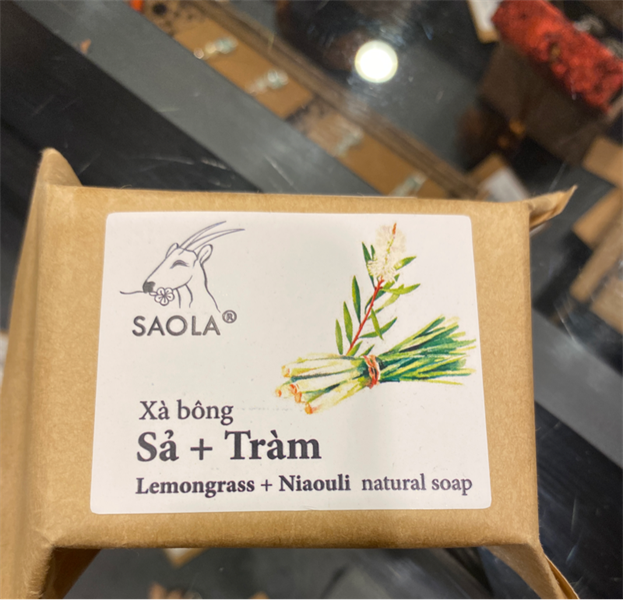 SAOLA®
Xà bông
Sả + Tràm
Lemongrass + Niaouli natural soap